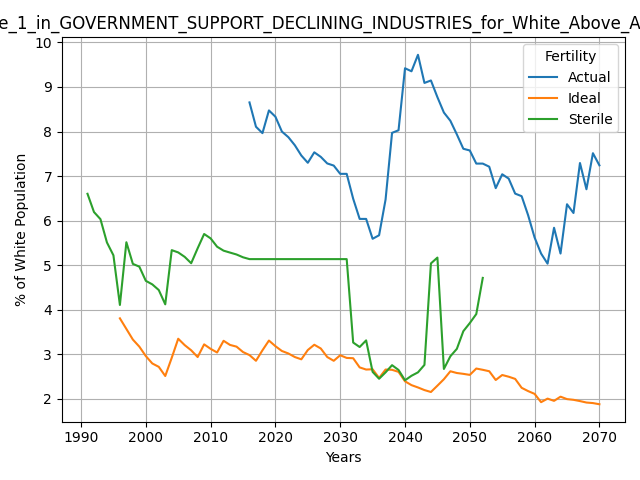 e_1_in_GOVERNMENT_SUPPORT_DECLINING_INDUSTRIES_for_White_Above_A
Fertility
Actual
Ideal
Sterile
% of White Population
10
9
8
7
6
5
4
3
2
1990 2000 2010 2020 2030 2040 2050 2060 2070
Years